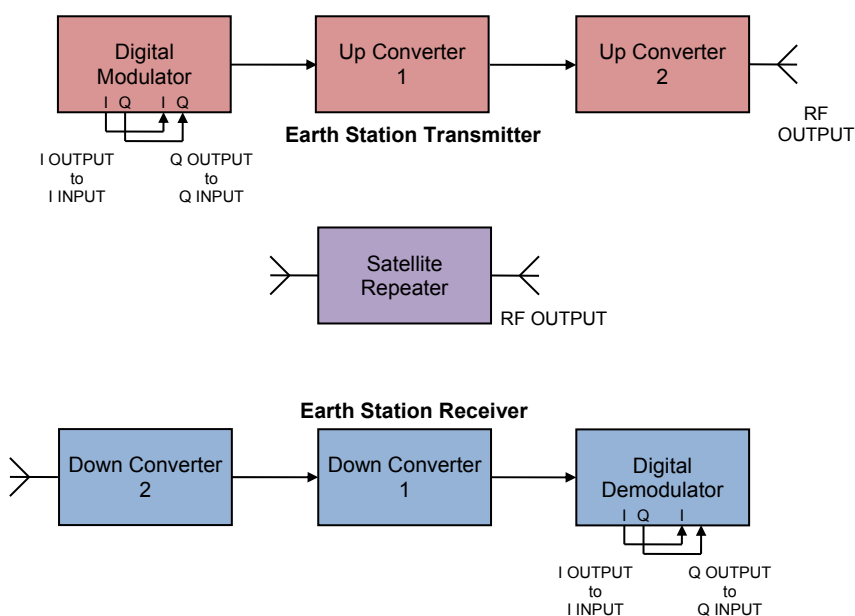 Digital
Modulator
I Q I Q
Up Converter
1
Up Converter
2
Earth Station Transmitter
RF
OUTPUT
I OUTPUT
to
I INPUT
Q OUTPUT
to
Q INPUT
Satellite
Repeater
RF OUTPUT
Earth Station Receiver
Down Converter
2
Down Converter
1
Digital
Demodulator
I Q I
I OUTPUT
to
I INPUT
Q OUTPUT
to
Q INPUT